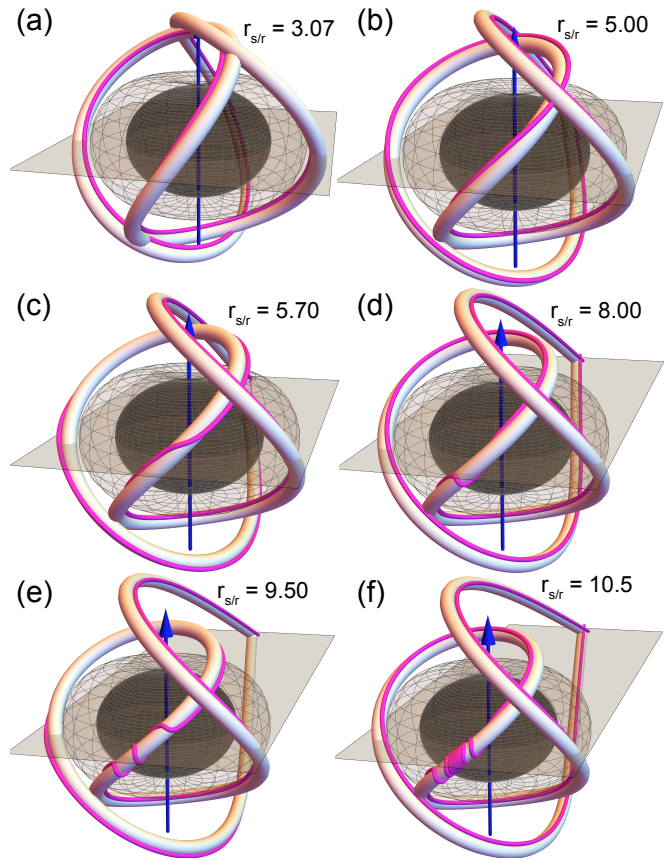 (a) r_s/r = 3.07
(b) r_s/r = 5.00
(c) r_s/r = 5.70
(d) r_s/r = 8.00
(e) r_s/r = 9.50
(f) r_s/r = 10.5